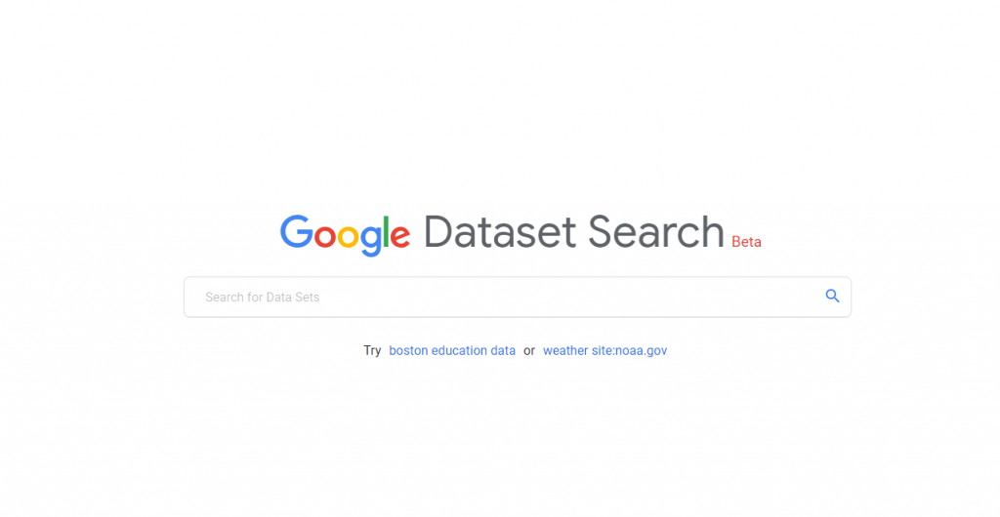 Google Dataset Search Beta
Search for Data Sets
Try boston education data or weather site:noaa.gov